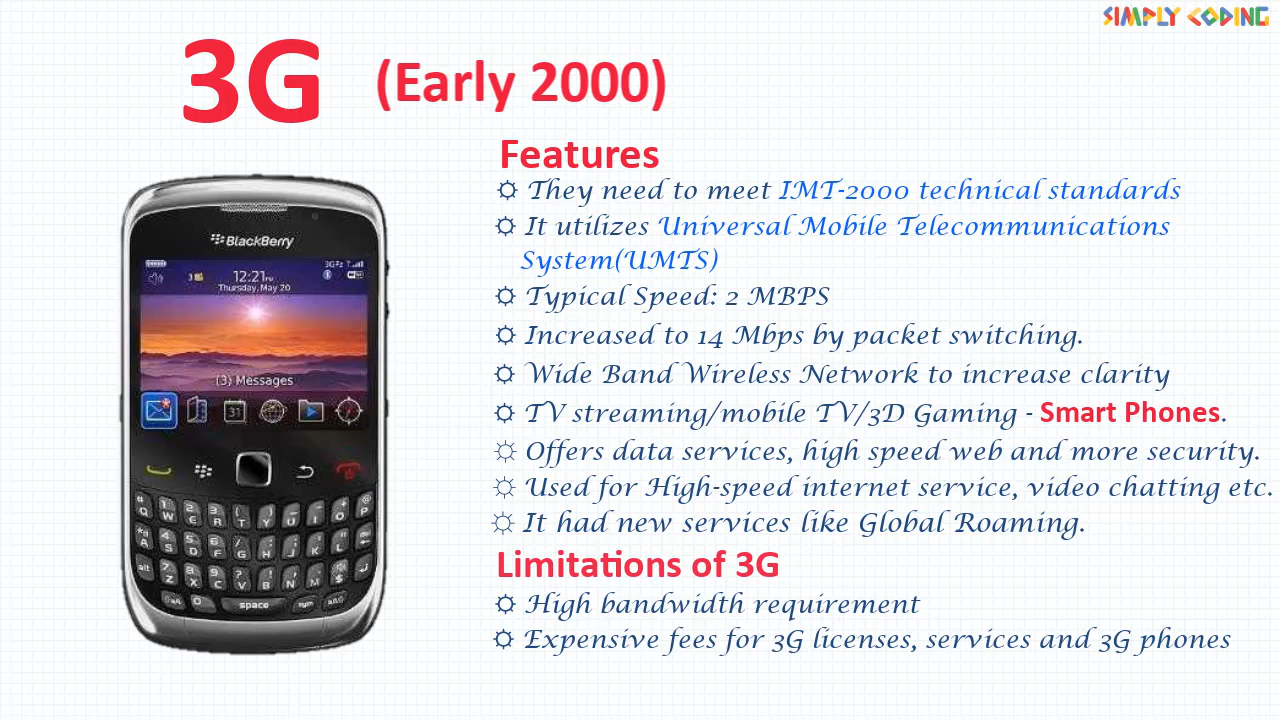 SIMPLY CODING
3G (Early 2000)
Features
They need to meet IMT-2000 technical standards
It utilizes Universal Mobile Telecommunications
System(UMTS)
Typical Speed: 2 MBPS
Increased to 14 Mbps by packet switching.
Wide Band Wireless Network to increase clarity
TV streaming/mobile TV/3D Gaming - Smart Phones.
Offers data services, high speed web and more security.
Used for High-speed internet service, video chatting etc.
It had new services like Global Roaming.
Limitations of 3G
High bandwidth requirement
Expensive fees for 3G licenses, services and 3G phones
BlackBerry
12:21
Thursday, May 20
(3) Messages
31
Q W E R T Y U I O P
A S D F G H J K L
alt Z X C V B N M $
space sym